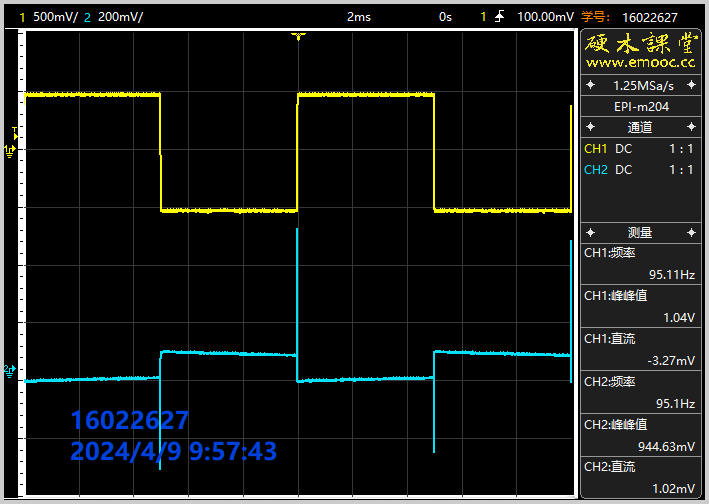 1 500mV/ 2 200mV/ 2ms 0s 1 100.00mV 学号: 16022627
硬木課堂
www.emooc.cc
1.25MSa/s
EPI-m204
通道
CH1 DC 1 : 1
CH2 DC 1 : 1
测量
CH1:频率
95.11Hz
CH1:峰峰值
1.04V
CH1:直流
-3.27mV
CH2:频率
95.1Hz
CH2:峰峰值
944.63mV
CH2:直流
1.02mV
T
1
2
16022627
2024/4/9 9:57:43